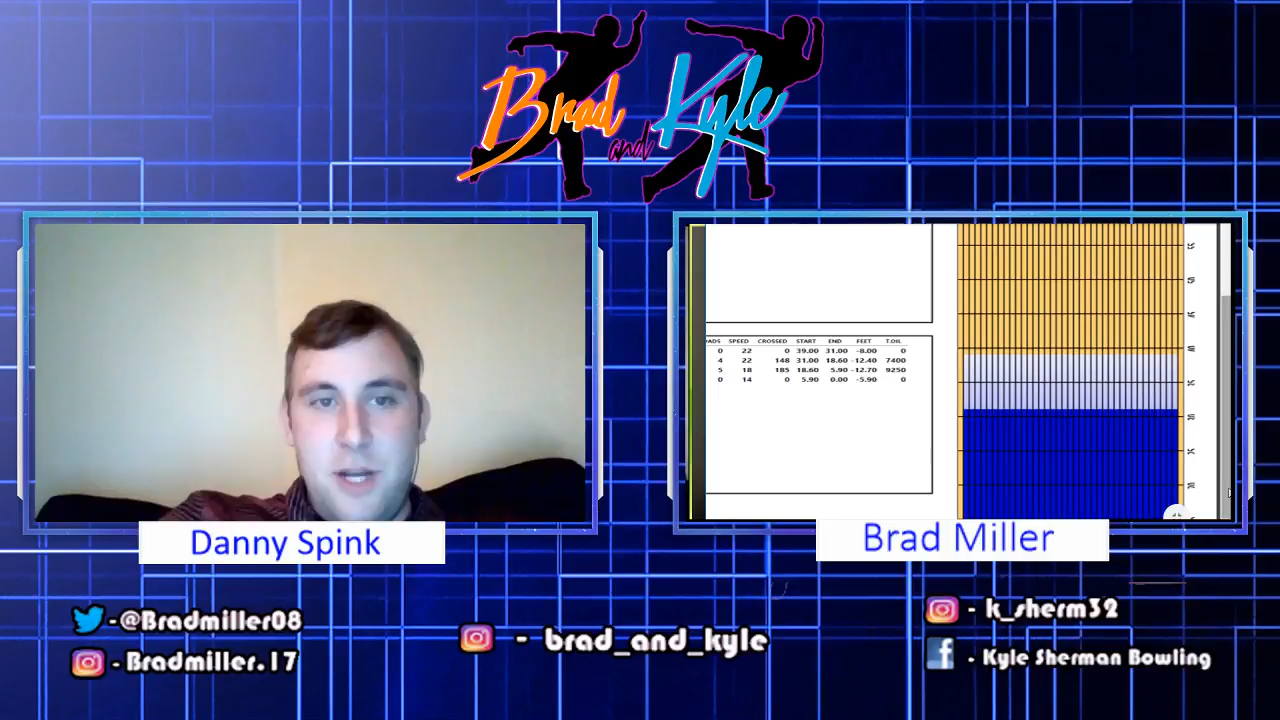 Brad
and
Kyle
OADS SPEED CROSSED START END FEET T.OIL
0 22 0 39.00 31.00 -8.00 0
4 22 148 31.00 18.60 -12.40 7400
5 18 185 18.60 5.90 -12.70 9250
0 14 0 5.90 0.00 -5.90 0
Danny Spink
Brad Miller
-@Bradmiller08
- Bradmiller.17
- brad_and_kyle
- k_sherm32
- Kyle Sherman Bowling